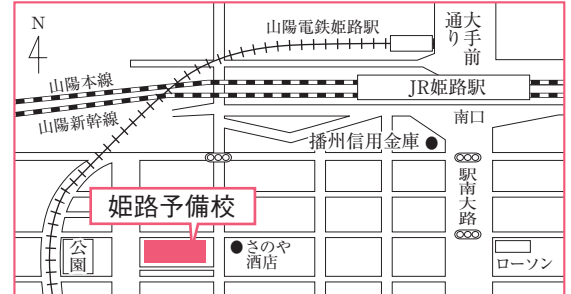 N
山陽電鉄姫路駅
大手前
通り
山陽本線
JR姫路駅
山陽新幹線
南口
播州信用金庫
駅南大路
姫路予備校
公園
さのや
酒店
ローソン